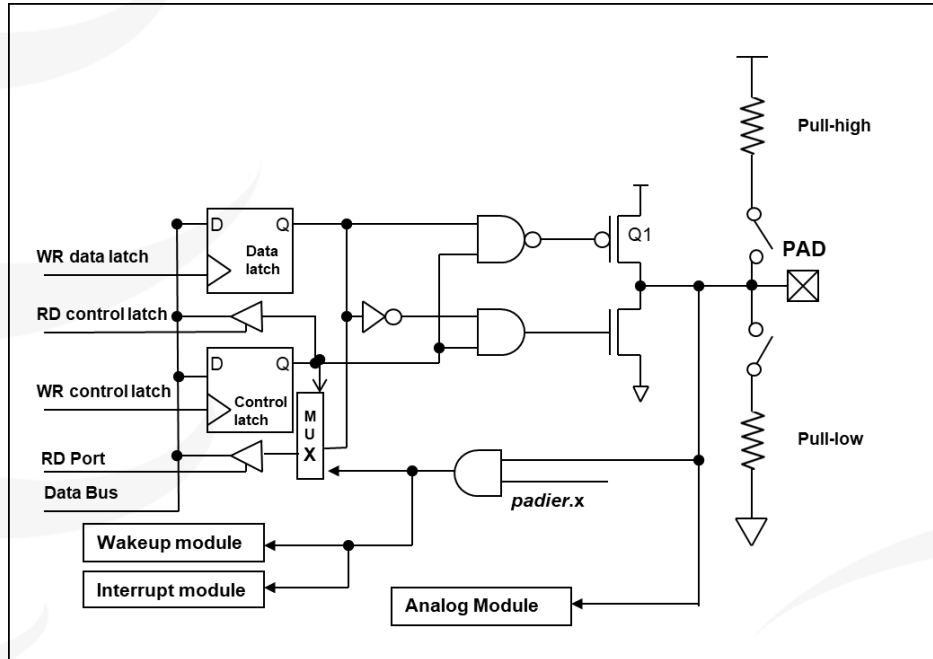 Pull-high
D
Q
Data
latch
Q1
PAD
WR data latch
RD control latch
D
Q
WR control latch
Control
latch
M
U
X
Pull-low
RD Port
padier.x
Data Bus
Wakeup module
Interrupt module
Analog Module